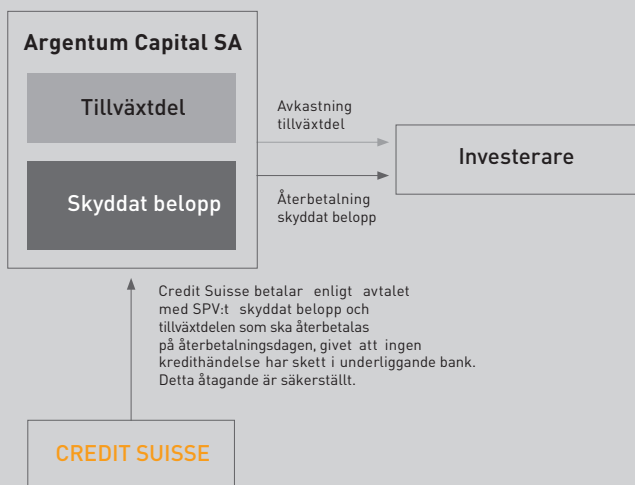 Argentum Capital SA
Tillväxtdel
Skyddat belopp
Avkastning
tillväxtdel
Återbetalning
skyddat belopp
Investerare
Credit Suisse betalar enligt avtalet
med SPV:t skyddat belopp och
tillväxtdelen som ska återbetalas
på återbetalningsdagen, givet att ingen
kredithändelse har skett i underliggande bank.
Detta åtagande är säkerställt.
CREDIT SUISSE